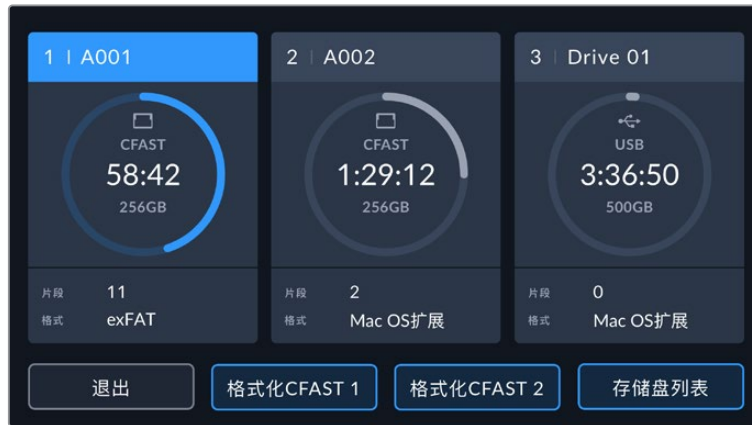 1 | A001
CFAST
58:42
256GB
片段 11
格式 exFAT
2 | A002
CFAST
1:29:12
256GB
片段 2
格式 Mac OS扩展
3 | Drive 01
USB
3:36:50
500GB
片段 0
格式 Mac OS扩展
退出 格式化CFAST 1 格式化CFAST 2 存储盘列表